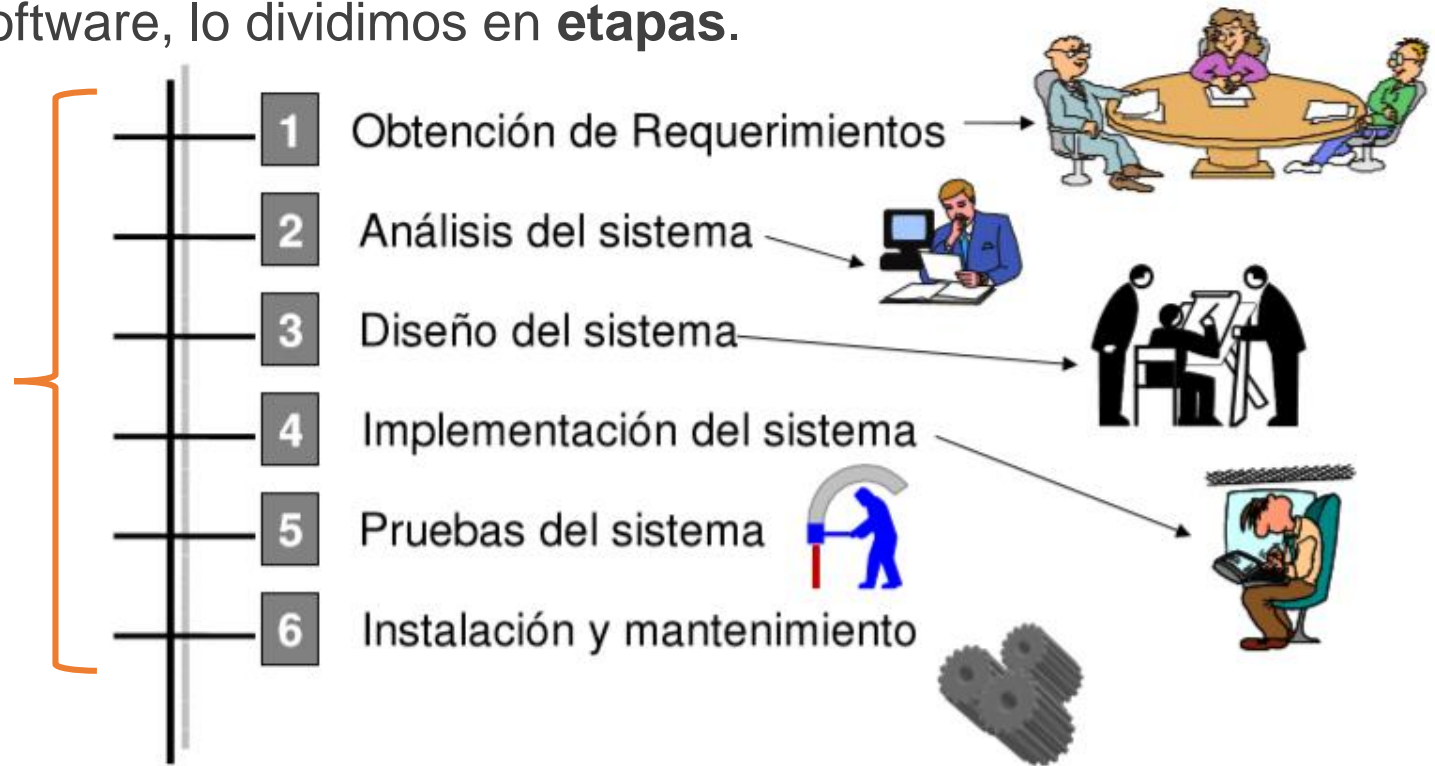 oftware, lo dividimos en etapas.
1 Obtención de Requerimientos
2 Análisis del sistema
3 Diseño del sistema
4 Implementación del sistema
5 Pruebas del sistema
6 Instalación y mantenimiento